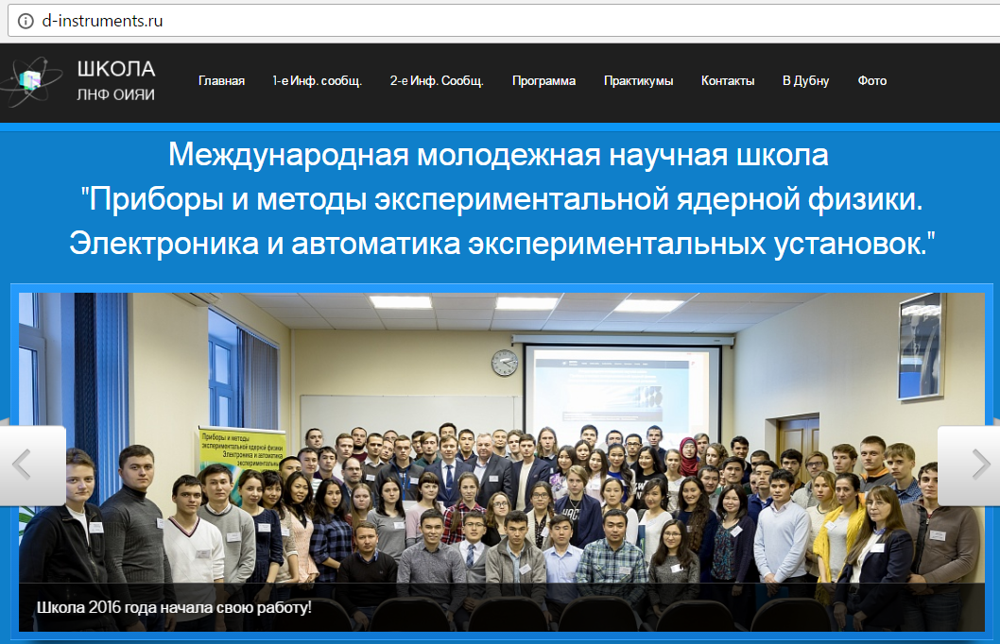 d-instruments.ru
ШКОЛА
ЛНФ ОИЯИ
Главная 1-е Инф. сообщ. 2-е Инф. Сообщ. Программа Практикумы Контакты В Дубну Фото
Международная молодежная научная школа
"Приборы и методы экспериментальной ядерной физики.
Электроника и автоматика экспериментальных установок."
Приборы и методы
экспериментальной ядерной физики
Электроника и автоматика
экспериментальных
Школа 2016 года начала свою работу!